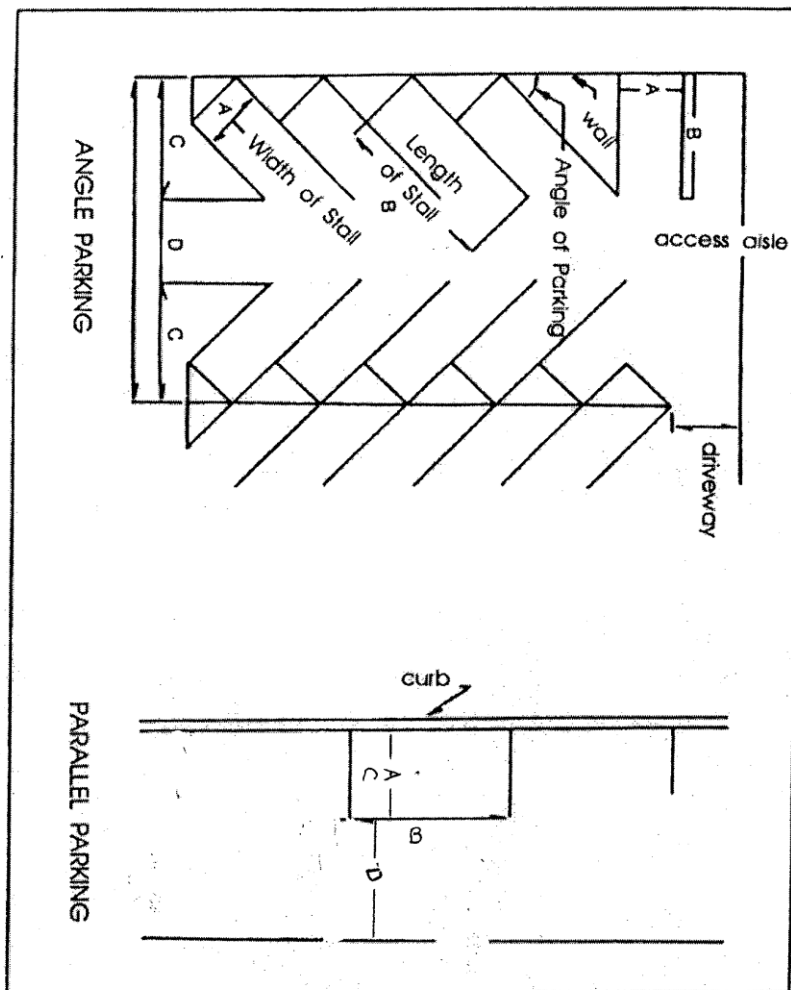 ANGLE PARKING
C
D
C
A
Width of Stall
Length
of Stall
B
Angle of Parking
wall
A
B
access aisle
driveway
PARALLEL PARKING
curb
A
C
B
D